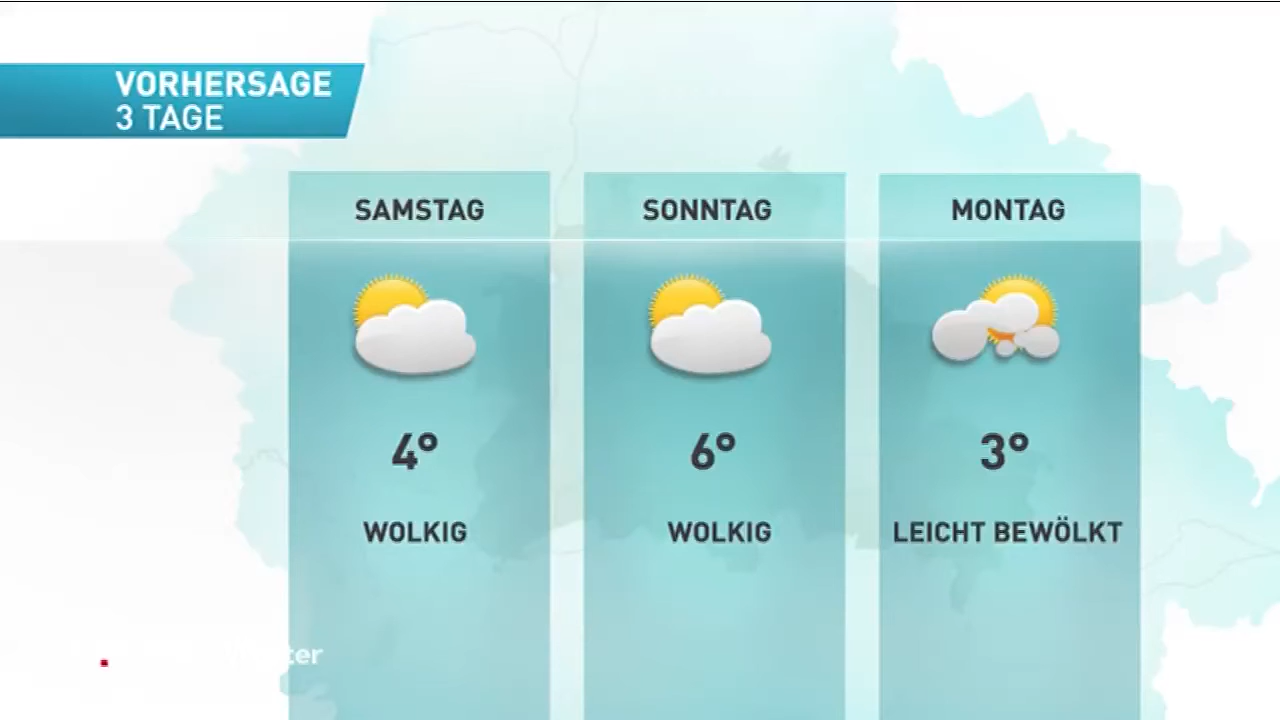 VORHERSAGE
3 TAGE
SAMSTAG
SONNTAG
MONTAG
4°
6°
3°
WOLKIG
WOLKIG
LEICHT BEWÖLKT